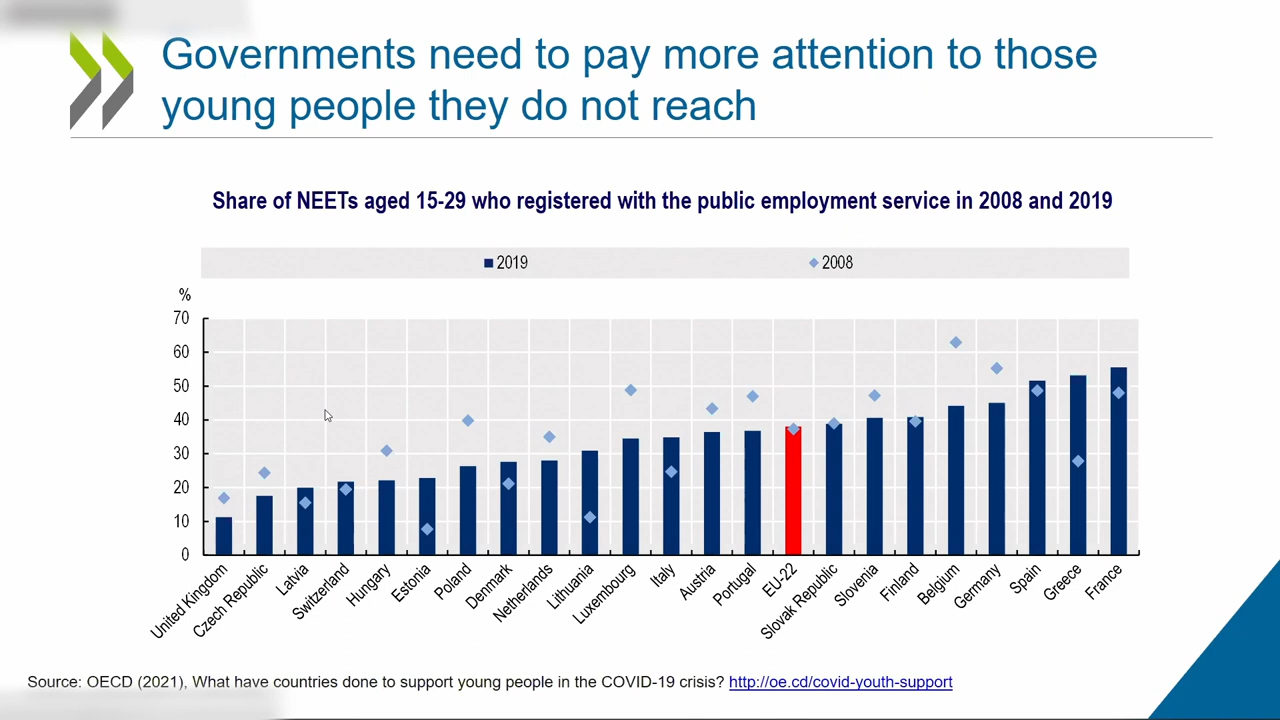 Governments need to pay more attention to those
young people they do not reach
Share of NEETs aged 15-29 who registered with the public employment service in 2008 and 2019
2019
2008
%
70
60
50
40
30
20
10
0
United Kingdom
Czech Republic
Latvia
Switzerland
Hungary
Estonia
Poland
Denmark
Netherlands
Lithuania
Luxembourg
Italy
Austria
Portugal
EU-22
Slovak Republic
Slovenia
Finland
Belgium
Germany
Spain
Greece
France
Source: OECD (2021), What have countries done to support young people in the COVID-19 crisis? http://oe.cd/covid-youth-support